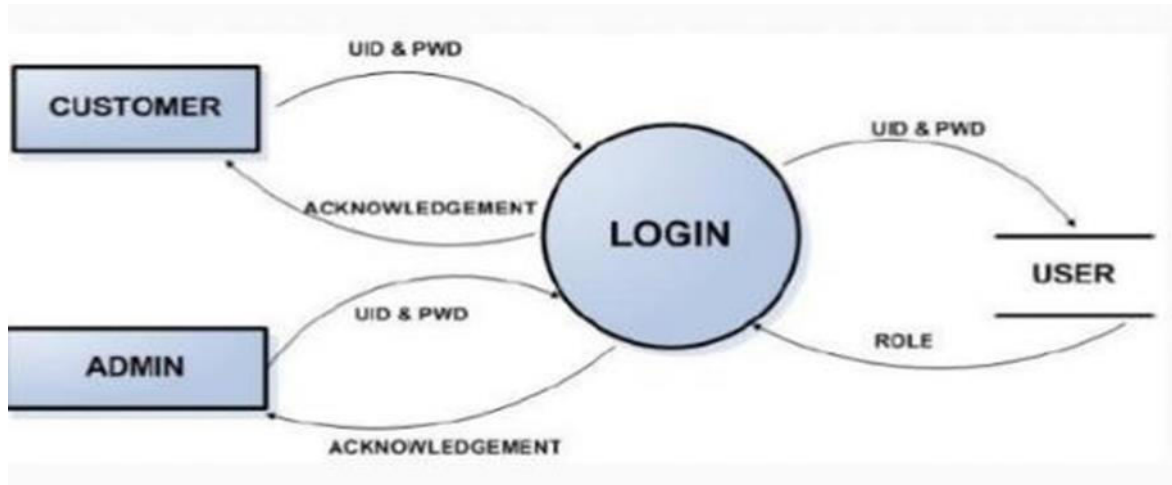 UID & PWD
CUSTOMER
UID & PWD
ACKNOWLEDGEMENT
LOGIN
USER
UID & PWD
ROLE
ADMIN
ACKNOWLEDGEMENT